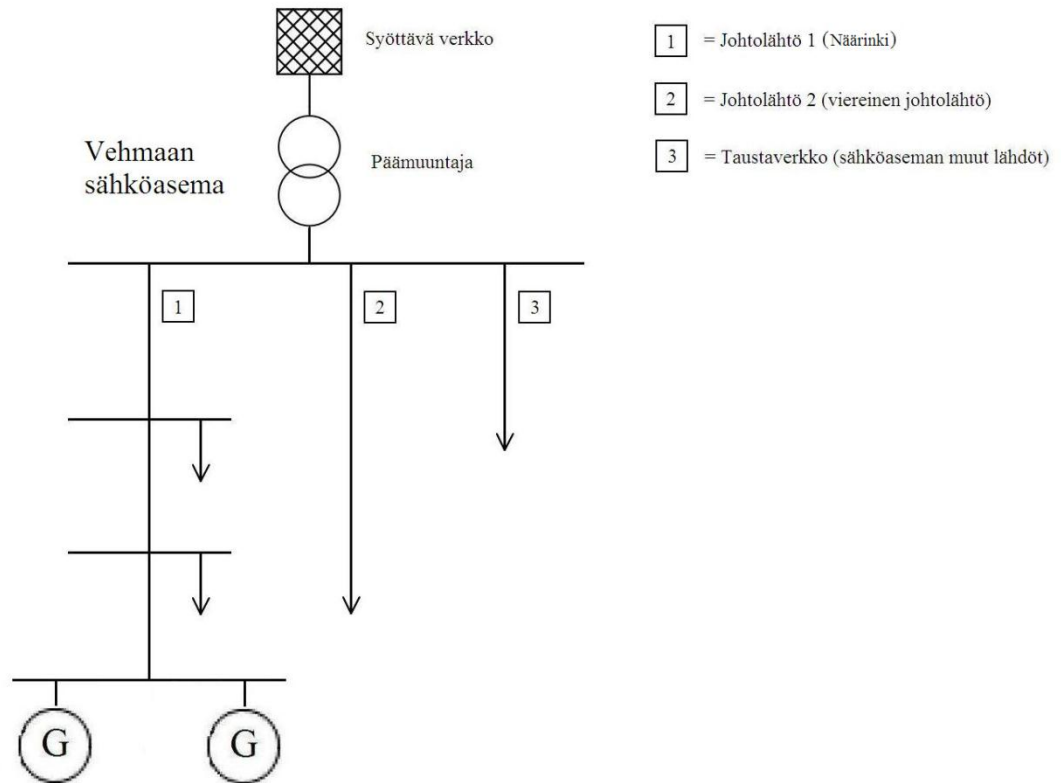 Syöttävä verkko
Vehmaan
sähköasema
Päämuuntaja
1 = Johtolähtö 1 (Näärinki)
2 = Johtolähtö 2 (viereinen johtolähtö)
3 = Taustaverkko (sähköaseman muut lähdöt)
1
2
3
G
G